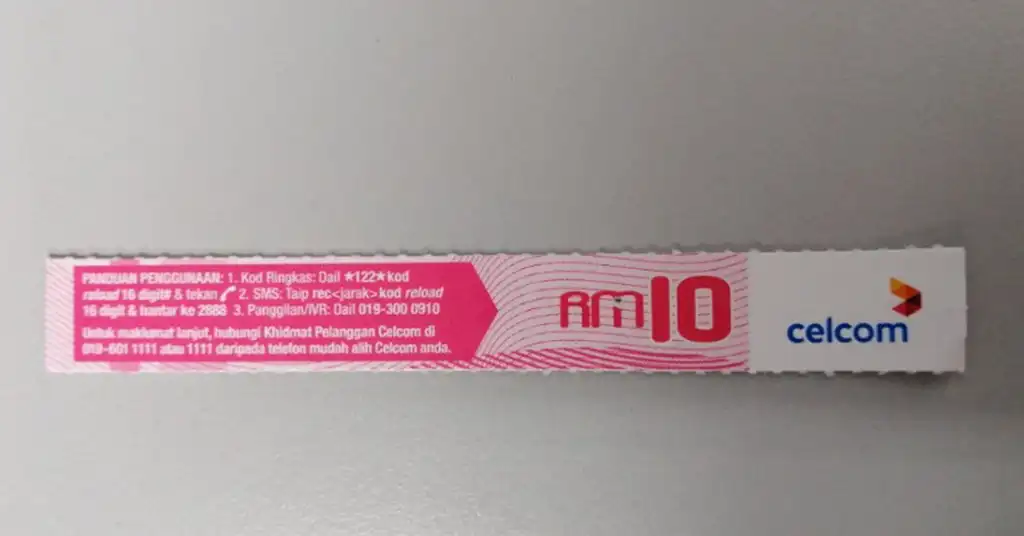 PANDUAN PENGGUNAAN: 1. Kod Ringkas: Dail *122*kod
reload 16 digit# & tekan 2. SMS: Taip rec<jarak>kod reload
16 digit & hantar ke 2888 3. Panggilan/IVR: Dail 019-300 0910
Untuk maklumat lanjut, hubungi Khidmat Pelanggan Celcom di
019-601 1111 atau 1111 daripada telefon mudah alih Celcom anda.
RM10
celcom